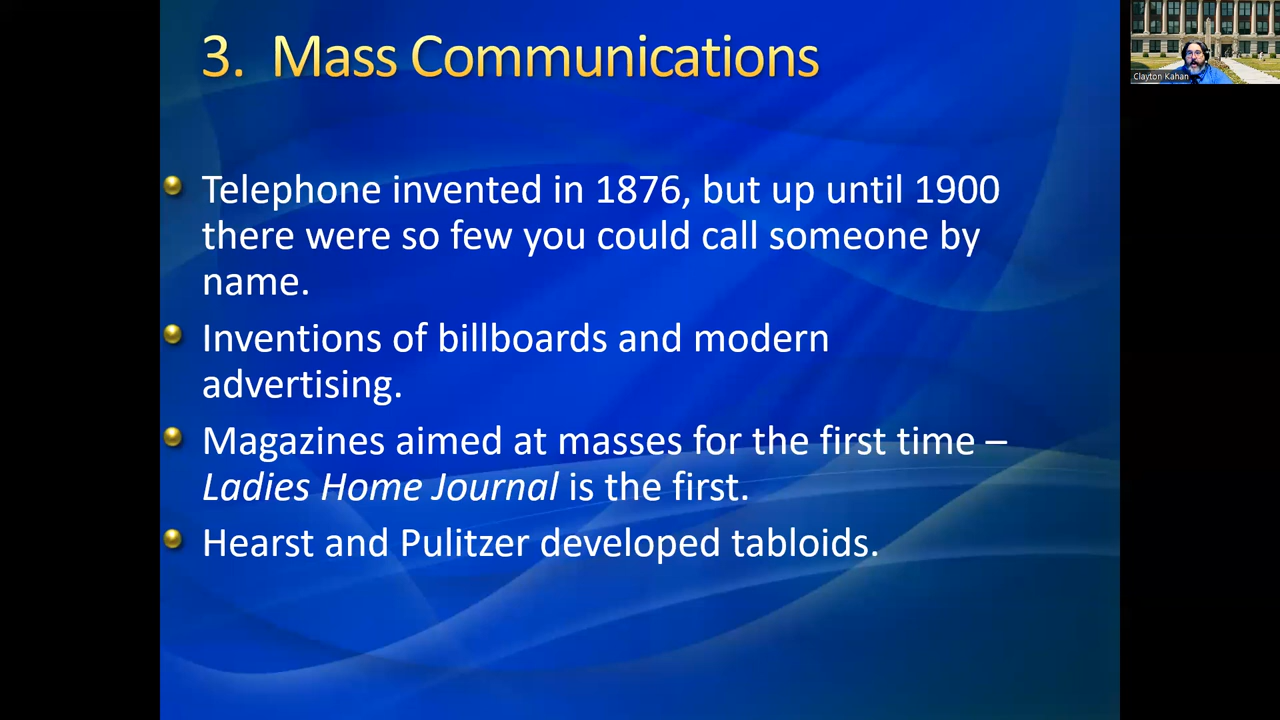 3. Mass Communications
Clayton Kahan
Telephone invented in 1876, but up until 1900
there were so few you could call someone by
name.
Inventions of billboards and modern
advertising.
Magazines aimed at masses for the first time –
Ladies Home Journal is the first.
Hearst and Pulitzer developed tabloids.